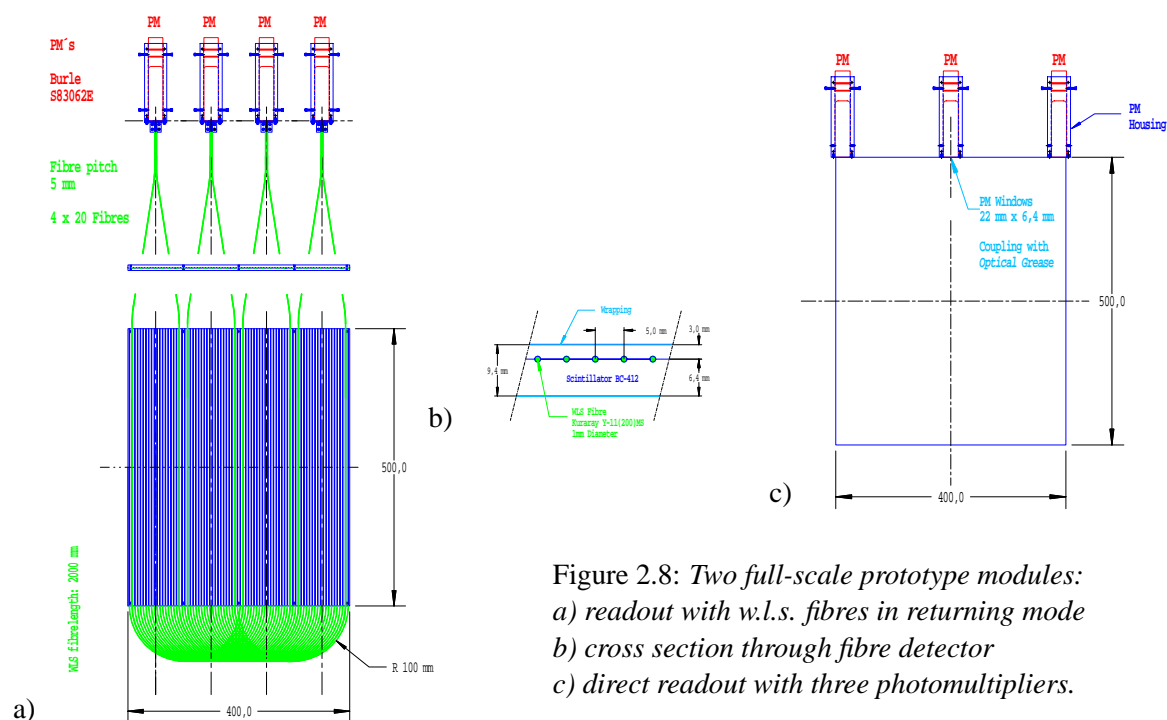 PM PM PM PM
PM´s
Burle
S83062E
Fibre pitch
5 mm
4 x 20 Fibres
WLS fibrelength: 2000 mm
500,0
R 100 mm
400,0
a)
b)
Wrapping
5,0 mm
3,0 mm
9,4 mm
6,4 mm
Scintillator BC-412
WLS Fibre
Kuraray Y-11(200)MS
1mm Diameter
PM PM PM
PM
Housing
PM Windows
22 mm x 6,4 mm
Coupling with
Optical Grease
500,0
400,0
c)
Figure 2.8: Two full-scale prototype modules:
a) readout with w.l.s. fibres in returning mode
b) cross section through fibre detector
c) direct readout with three photomultipliers.